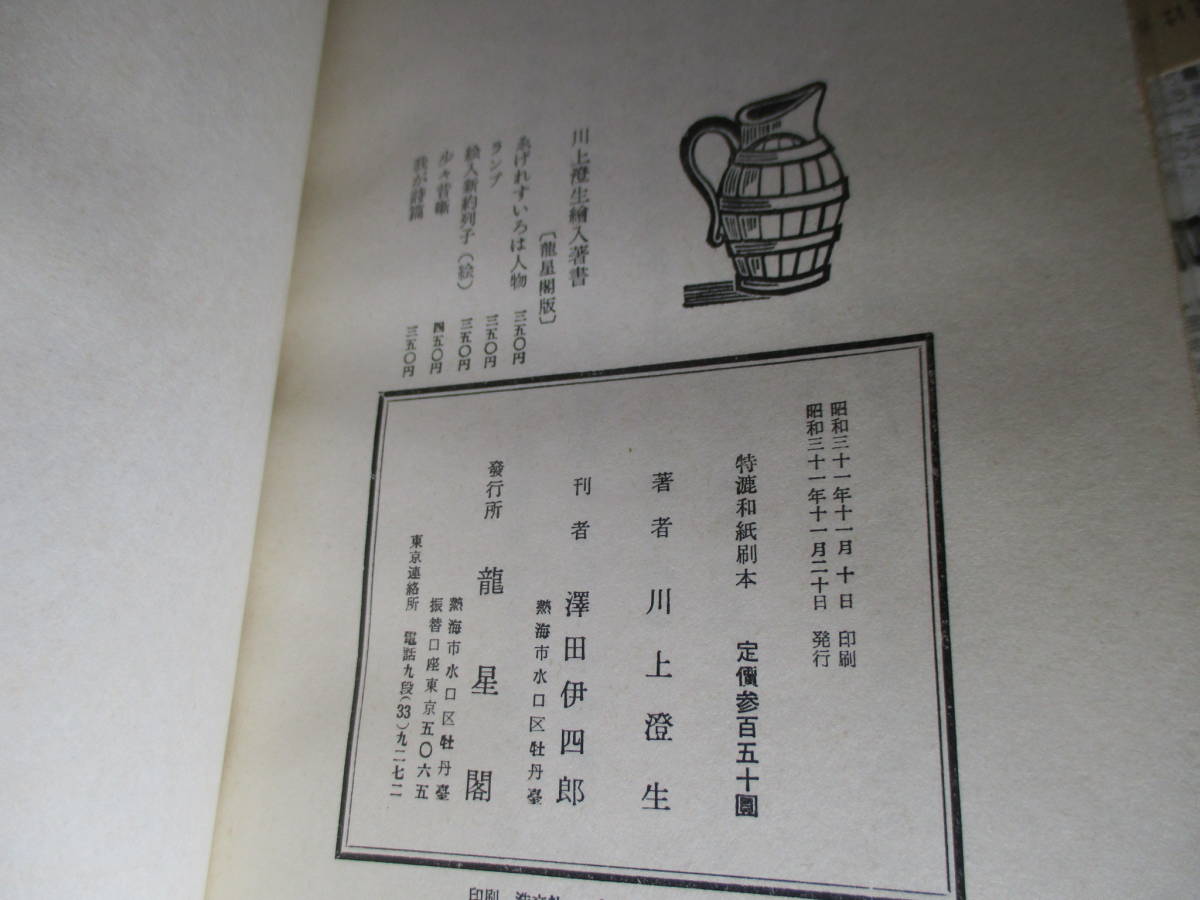 川上澄生繪入著書
〔龍星閣版〕
ゑげれすいろは人物 三五〇円
ランプ 三五〇円
絵入新約列子(絵) 三五〇円
少々昔噺 四五〇円
我が詩篇 三五〇円
昭和三十一年十一月 十 日 印刷
昭和三十一年十一月二十日 発行
特漉和紙刷本 定價参百五十圓
著者 川上澄生
刊者 澤田伊四郎
熱海市水口区牡丹臺
發行所 龍星閣
熱海市水口区牡丹臺
振替口座東京五〇六五
東京連絡所 電話九段(33)九二七二
印刷